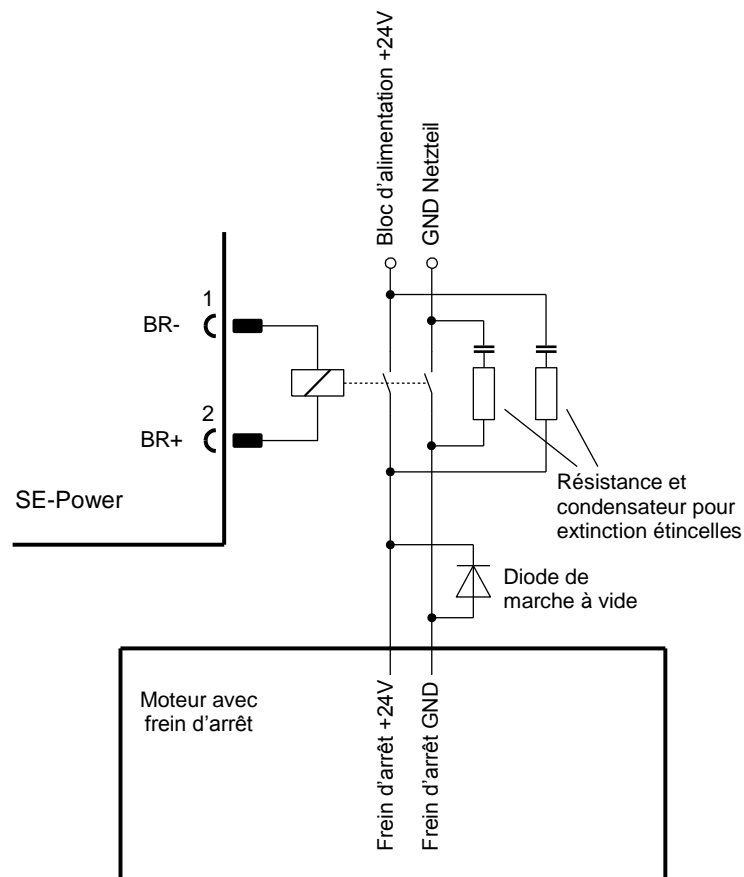 Bloc d'alimentation +24V
GND Netzteil
1
BR-
2
BR+
SE-Power
Résistance et
condensateur pour
extinction étincelles
Diode de
marche à vide
Moteur avec
frein d'arrêt
Frein d'arrêt +24V
Frein d'arrêt GND